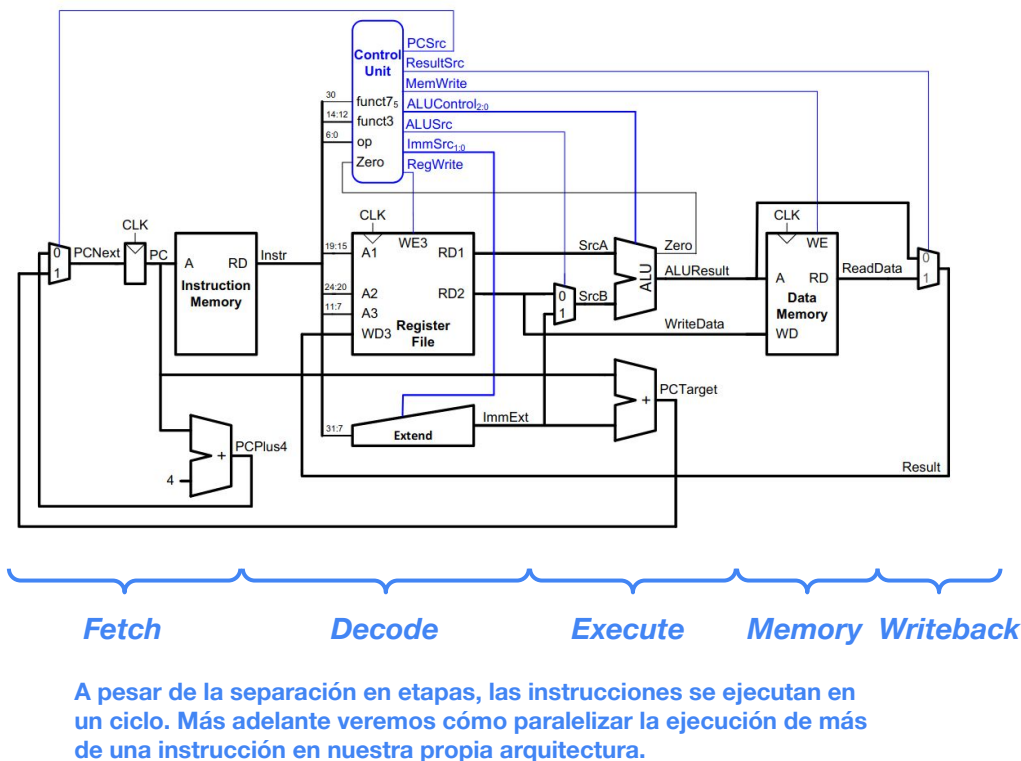 PCSrc
Control
Unit
ResultSrc
MemWrite
30
funct7₅
ALUControl₂:₀
14:12
funct3
ALUSrc
6:0
op
ImmSrc₁:₀
Zero
RegWrite
CLK
CLK
CLK
0
1
PCNext
PC
A
RD
Instruction
Memory
Instr
19:15
A1
WE3
RD1
24:20
A2
RD2
11:7
A3
WD3
Register
File
SrcA
0
1
SrcB
ALU
Zero
ALUResult
WriteData
WE
A
RD
Data
Memory
WD
ReadData
0
1
+
PCTarget
31:7
Extend
ImmExt
+
PCPlus4
4
Result
Fetch
Decode
Execute
Memory
Writeback
A pesar de la separación en etapas, las instrucciones se ejecutan en
un ciclo. Más adelante veremos cómo paralelizar la ejecución de más
de una instrucción en nuestra propia arquitectura.